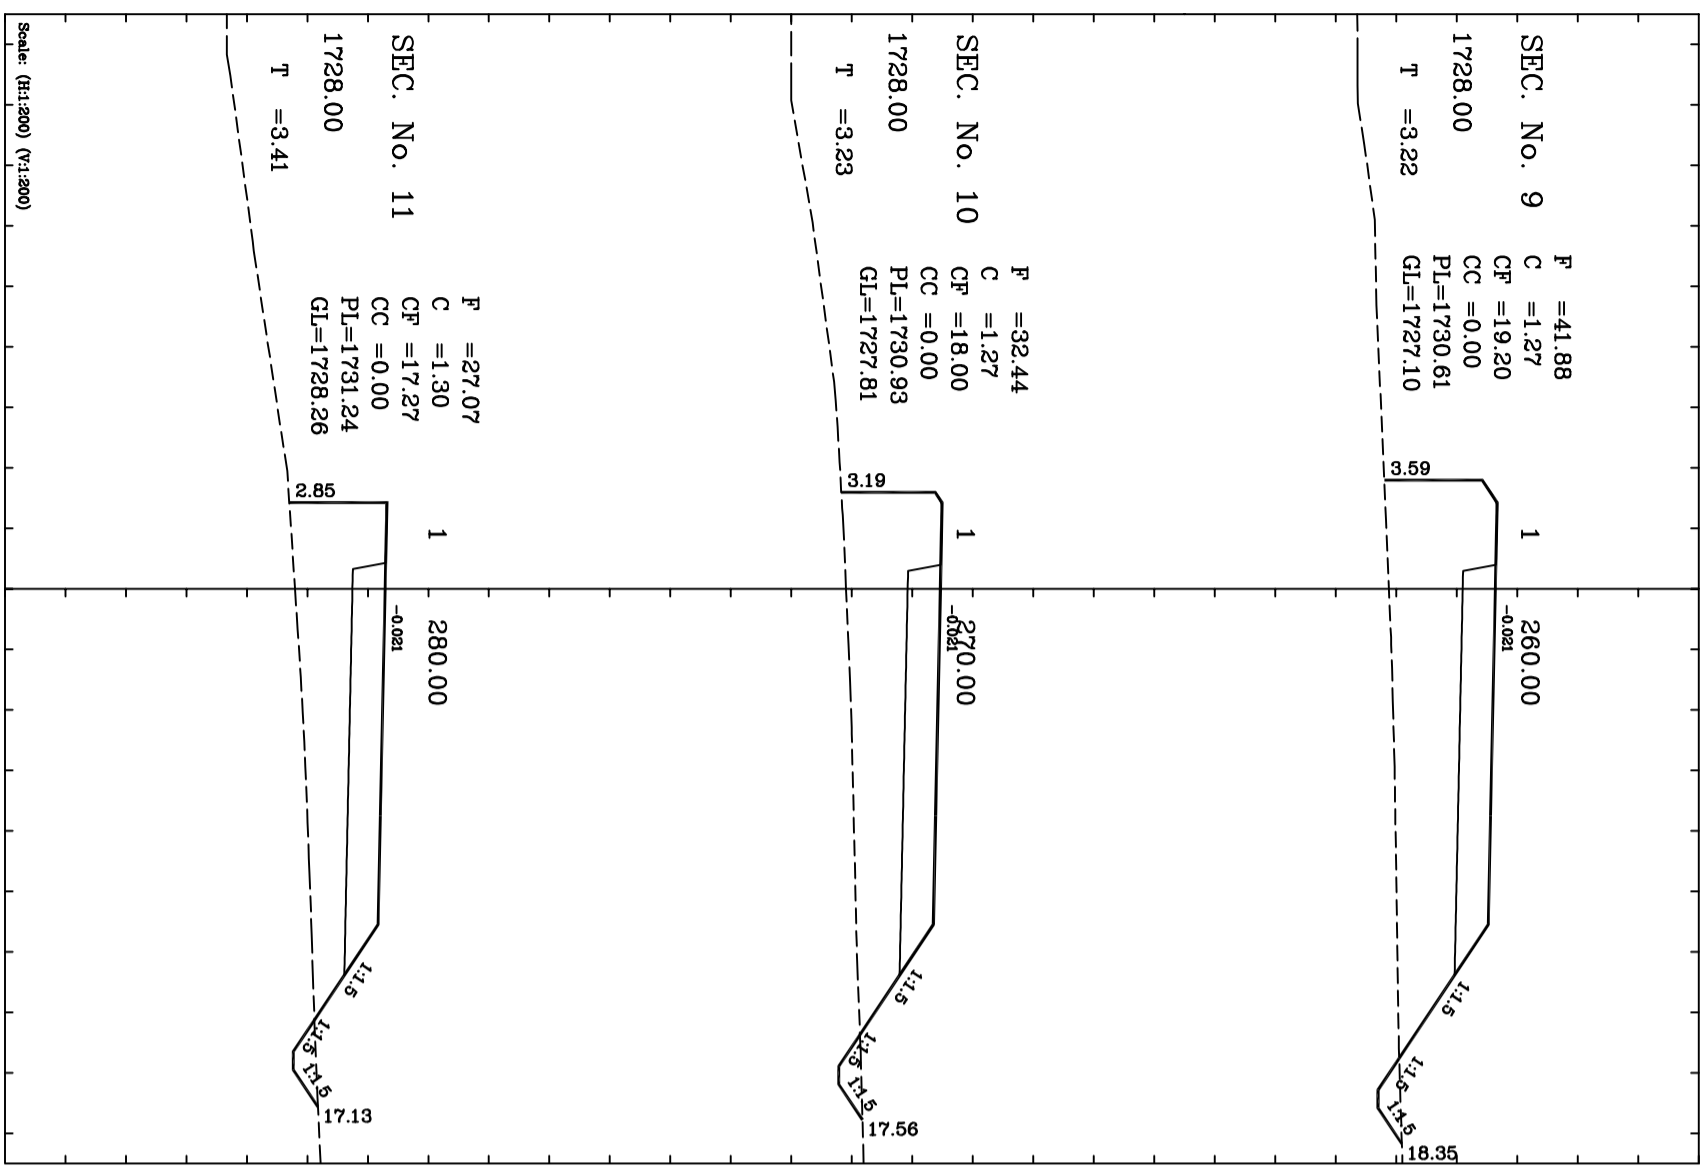 SEC. No. 9
1728.00
T =3.22
F =41.88
C =1.27
CF =19.20
CC =0.00
PL=1730.61
GL=1727.10
3.59
1
260.00
-0.021
1:1.5
1:1.5
1:1.5
18.35
SEC. No. 10
1728.00
T =3.23
F =32.44
C =1.27
CF =18.00
CC =0.00
PL=1730.93
GL=1727.81
3.19
1
270.00
-0.021
1:1.5
1:1.5
1:1.5
17.56
SEC. No. 11
1728.00
T =3.41
F =27.07
C =1.30
CF =17.27
CC =0.00
PL=1731.24
GL=1728.26
2.85
1
280.00
-0.021
1:1.5
1:1.5
1:1.5
17.13
Scale: (H:1:200) (V:1:200)